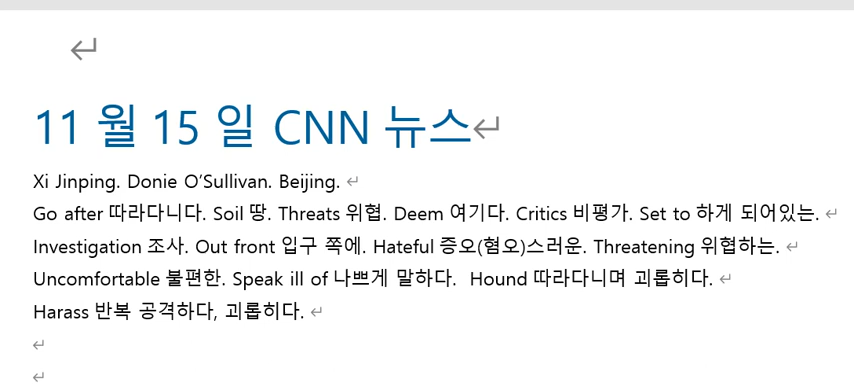 11 월 15 일 CNN 뉴스
Xi Jinping. Donie O’Sullivan. Beijing.
Go after 따라다니다. Soil 땅. Threats 위협. Deem 여기다. Critics 비평가. Set to 하게 되어있는.
Investigation 조사. Out front 입구 쪽에. Hateful 증오(혐오)스러운. Threatening 위협하는.
Uncomfortable 불편한. Speak ill of 나쁘게 말하다.  Hound 따라다니며 괴롭히다.
Harass 반복 공격하다, 괴롭히다.